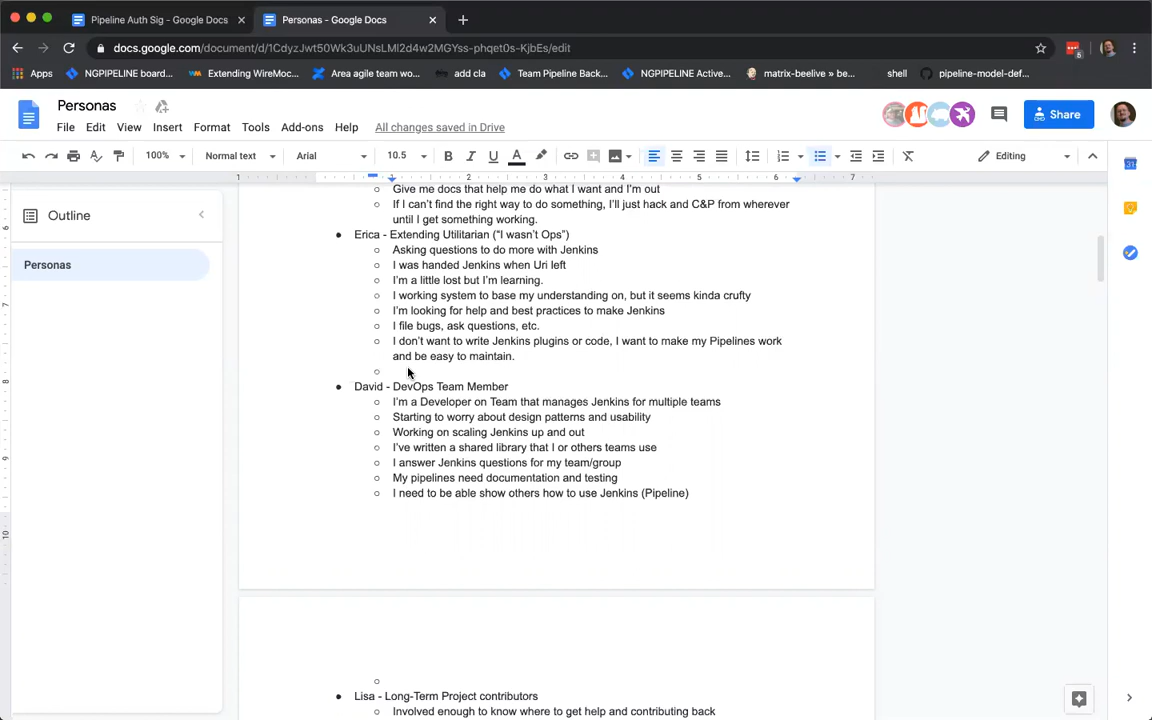 Pipeline Auth Sig - Google Docs
Personas - Google Docs
docs.google.com/document/d/1CdyzJwt50Wk3uUNsLMl2d4w2MGYss-phqet0s-KjbEs/edit
6
Apps
NGPIPELINE board...
Extending WireMoc...
Area agile team wo...
add cla
Team Pipeline Back...
NGPIPELINE Active...
matrix-beelive » be...
shell
pipeline-model-def...
Personas
File Edit View Insert Format Tools Add-ons Help All changes saved in Drive
Share
100% Normal text Arial 10.5 B I U A Editing
1 1 2 3 4 5 6 7
Outline
Personas
Give me docs that help me do what I want and I'm out
If I can't find the right way to do something, I'll just hack and C&P from wherever
until I get something working.
Erica - Extending Utilitarian ("I wasn't Ops")
Asking questions to do more with Jenkins
I was handed Jenkins when Uri left
I'm a little lost but I'm learning.
I working system to base my understanding on, but it seems kinda crufty
I'm looking for help and best practices to make Jenkins
I file bugs, ask questions, etc.
I don't want to write Jenkins plugins or code, I want to make my Pipelines work
and be easy to maintain.
David - DevOps Team Member
I'm a Developer on Team that manages Jenkins for multiple teams
Starting to worry about design patterns and usability
Working on scaling Jenkins up and out
I've written a shared library that I or others teams use
I answer Jenkins questions for my team/group
My pipelines need documentation and testing
I need to be able show others how to use Jenkins (Pipeline)
Lisa - Long-Term Project contributors
Involved enough to know where to get help and contributing back